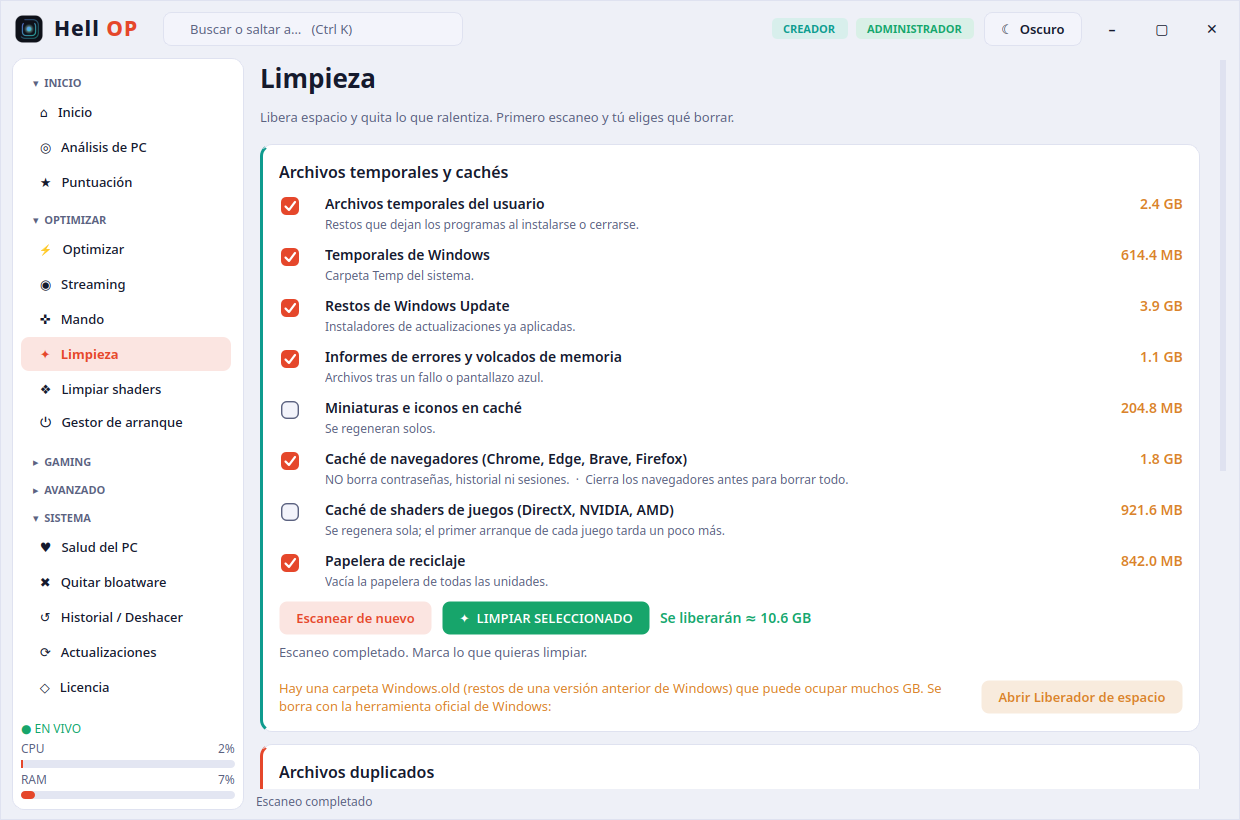 Hell OP
Buscar o saltar a... (Ctrl K)
CREADOR
ADMINISTRADOR
☾ Oscuro
▾ INICIO
⌂ Inicio
◎ Análisis de PC
★ Puntuación
▾ OPTIMIZAR
⚡ Optimizar
◉ Streaming
✜ Mando
✦ Limpieza
❖ Limpiar shaders
⏻ Gestor de arranque
▸ GAMING
▸ AVANZADO
▾ SISTEMA
♥ Salud del PC
✖ Quitar bloatware
↺ Historial / Deshacer
⟳ Actualizaciones
◇ Licencia
● EN VIVO
CPU 2%
RAM 7%
Limpieza
Libera espacio y quita lo que ralentiza. Primero escaneo y tú eliges qué borrar.
Archivos temporales y cachés
Archivos temporales del usuario 2.4 GB
Restos que dejan los programas al instalarse o cerrarse.
Temporales de Windows 614.4 MB
Carpeta Temp del sistema.
Restos de Windows Update 3.9 GB
Instaladores de actualizaciones ya aplicadas.
Informes de errores y volcados de memoria 1.1 GB
Archivos tras un fallo o pantallazo azul.
Miniaturas e iconos en caché 204.8 MB
Se regeneran solos.
Caché de navegadores (Chrome, Edge, Brave, Firefox) 1.8 GB
NO borra contraseñas, historial ni sesiones. · Cierra los navegadores antes para borrar todo.
Caché de shaders de juegos (DirectX, NVIDIA, AMD) 921.6 MB
Se regenera sola; el primer arranque de cada juego tarda un poco más.
Papelera de reciclaje 842.0 MB
Vacía la papelera de todas las unidades.
Escanear de nuevo
✦ LIMPIAR SELECCIONADO
Se liberarán ≈ 10.6 GB
Escaneo completado. Marca lo que quieras limpiar.
Hay una carpeta Windows.old (restos de una versión anterior de Windows) que puede ocupar muchos GB. Se
borra con la herramienta oficial de Windows:
Abrir Liberador de espacio
Archivos duplicados
Escaneo completado